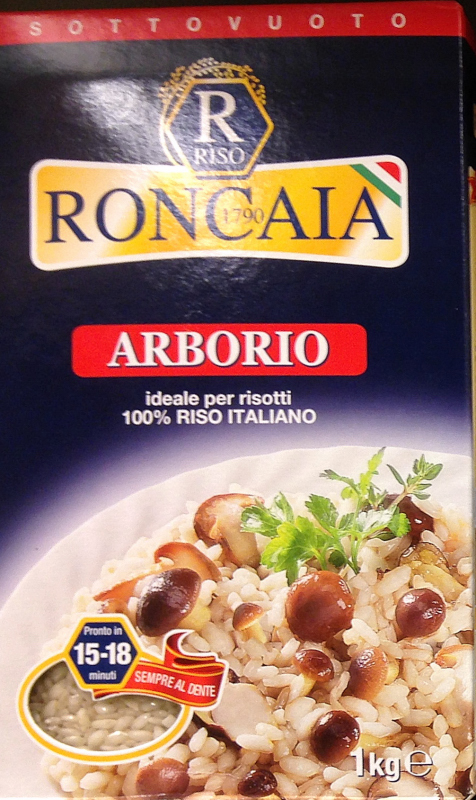 SOTTOVUOTO
R
RISO
RONCAIA
1790
ARBORIO
ideale per risotti
100% RISO ITALIANO
Pronto in
15-18
minuti
SEMPRE AL DENTE
1kg℮